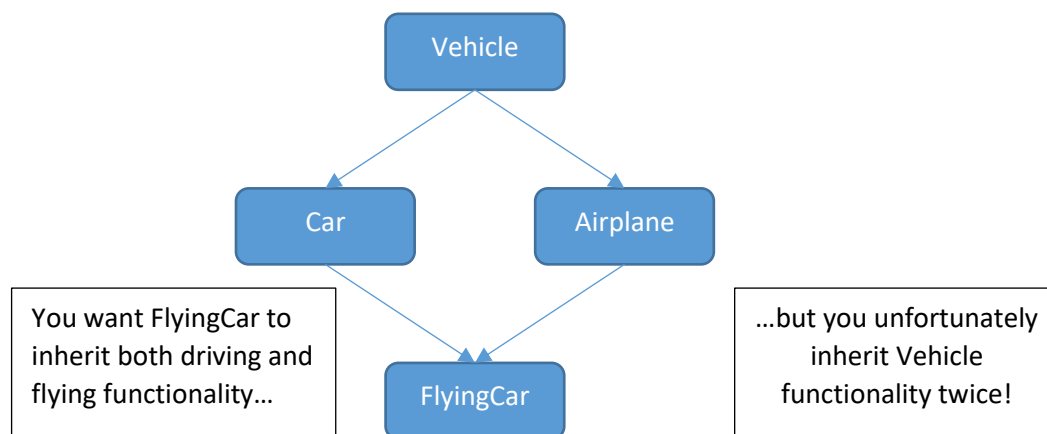 Vehicle
Car
Airplane
You want FlyingCar to
inherit both driving and
flying functionality…
FlyingCar
…but you unfortunately
inherit Vehicle
functionality twice!